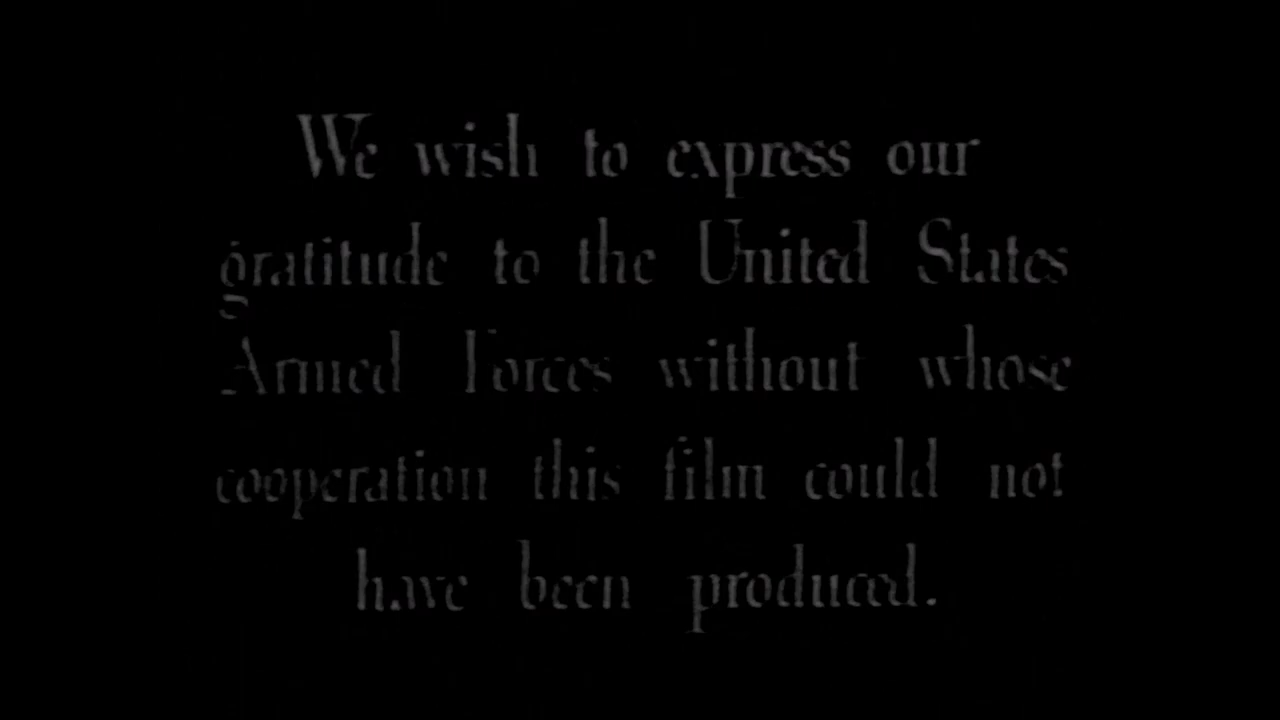 We wish to express our
gratitude to the United States
Armed Forces without whose
cooperation this film could not
have been produced.